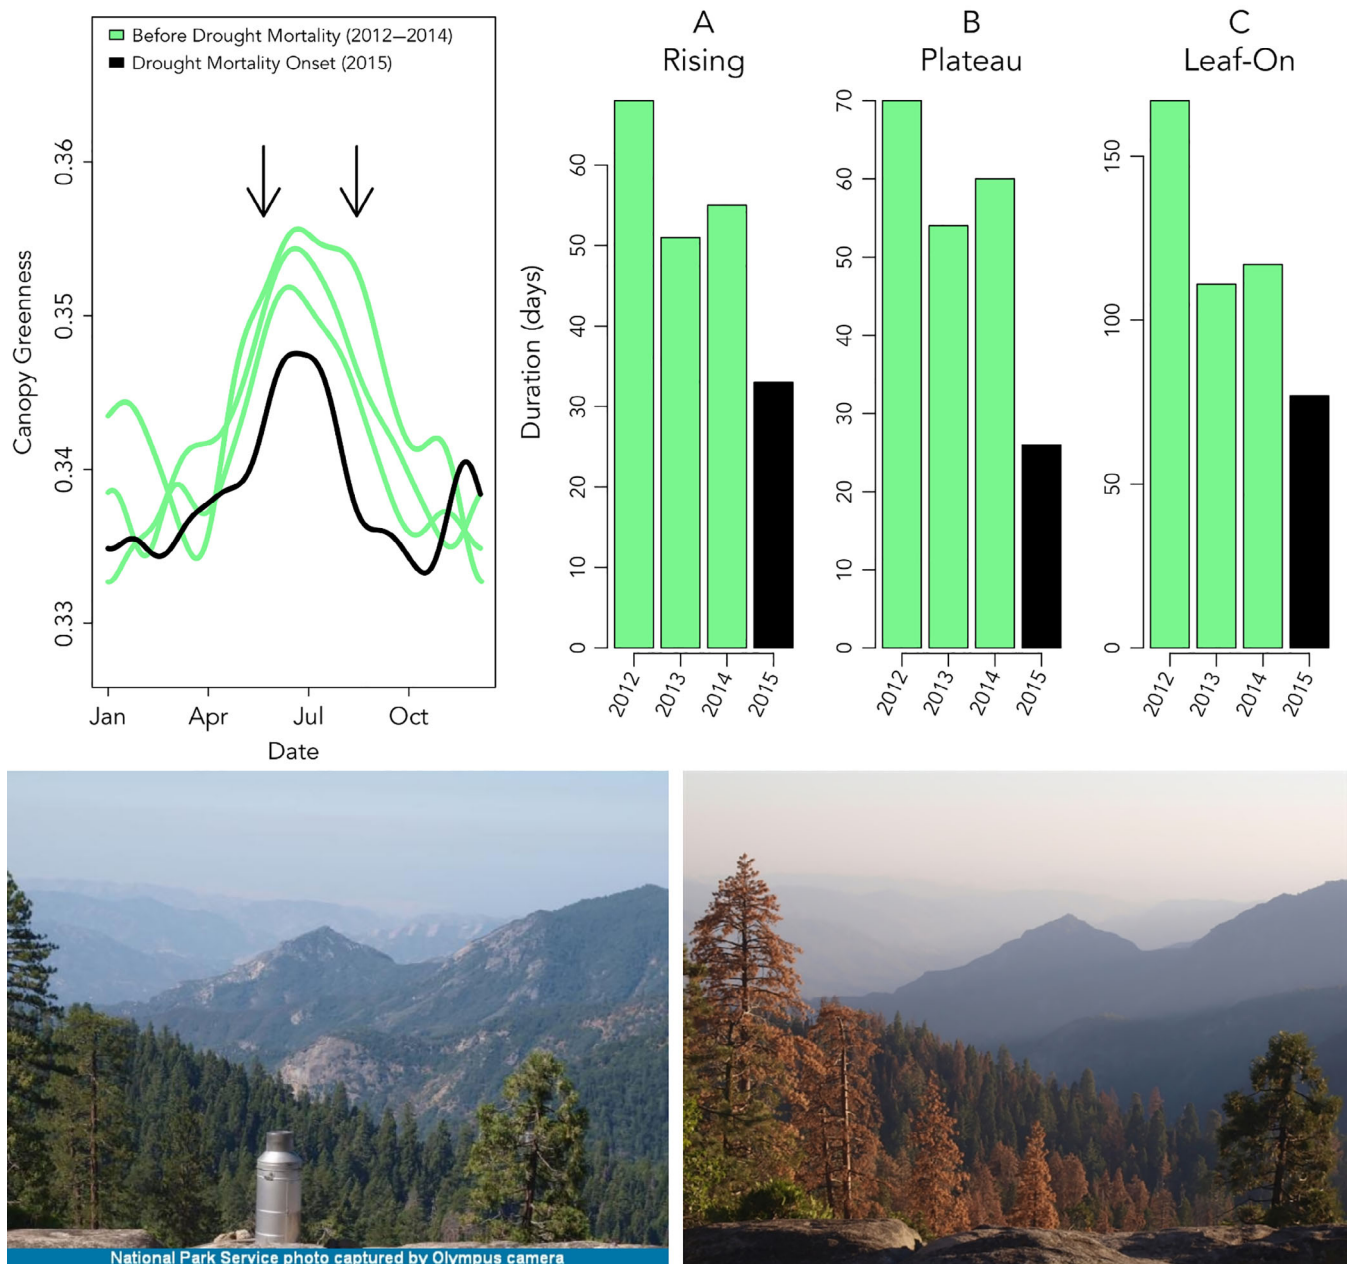 Before Drought Mortality (2012–2014)
Drought Mortality Onset (2015)
Canopy Greenness
0.36
0.35
0.34
0.33
Jan
Apr
Jul
Oct
Date
A
Rising
Duration (days)
60
50
40
30
20
10
0
2012
2013
2014
2015
B
Plateau
70
60
50
40
30
20
10
0
2012
2013
2014
2015
C
Leaf-On
150
100
50
0
2012
2013
2014
2015
National Park Service photo captured by Olympus camera